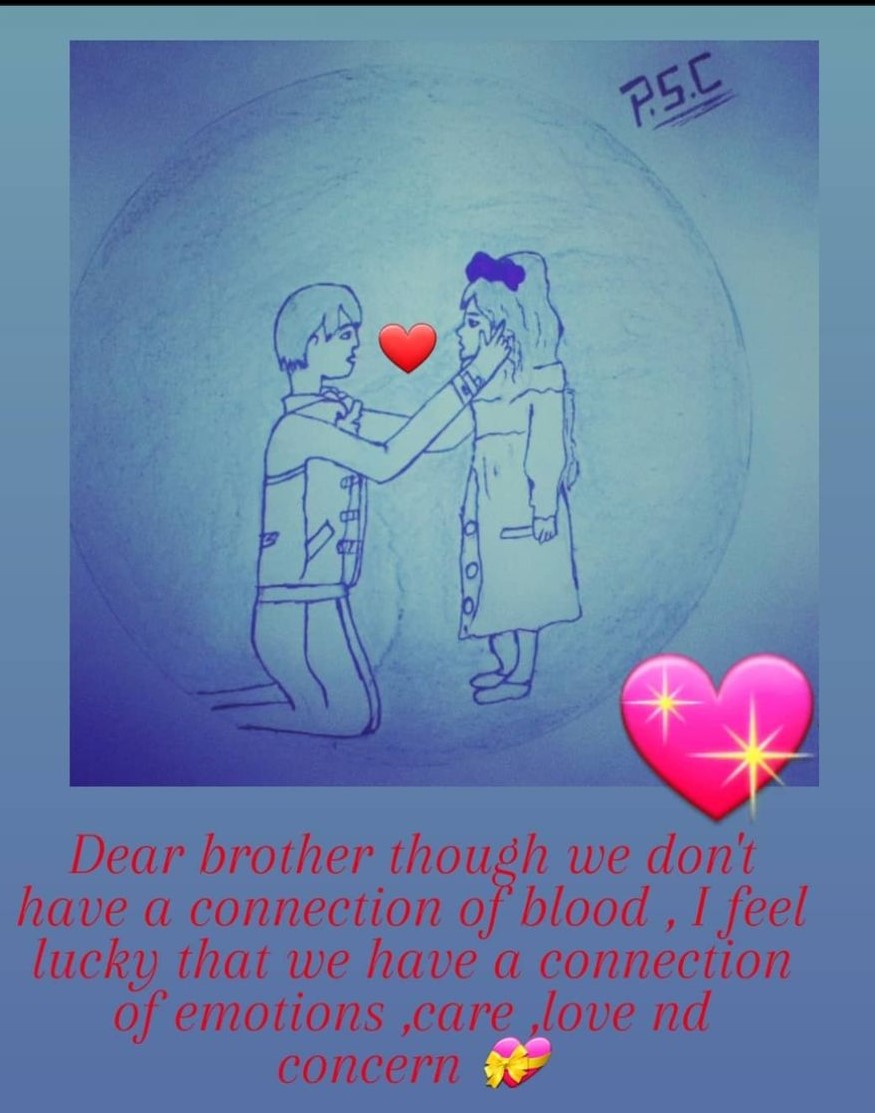 P.S.C
Dear brother though we don't
have a connection of blood , I feel
lucky that we have a connection
of emotions ,care ,love nd
concern 💝